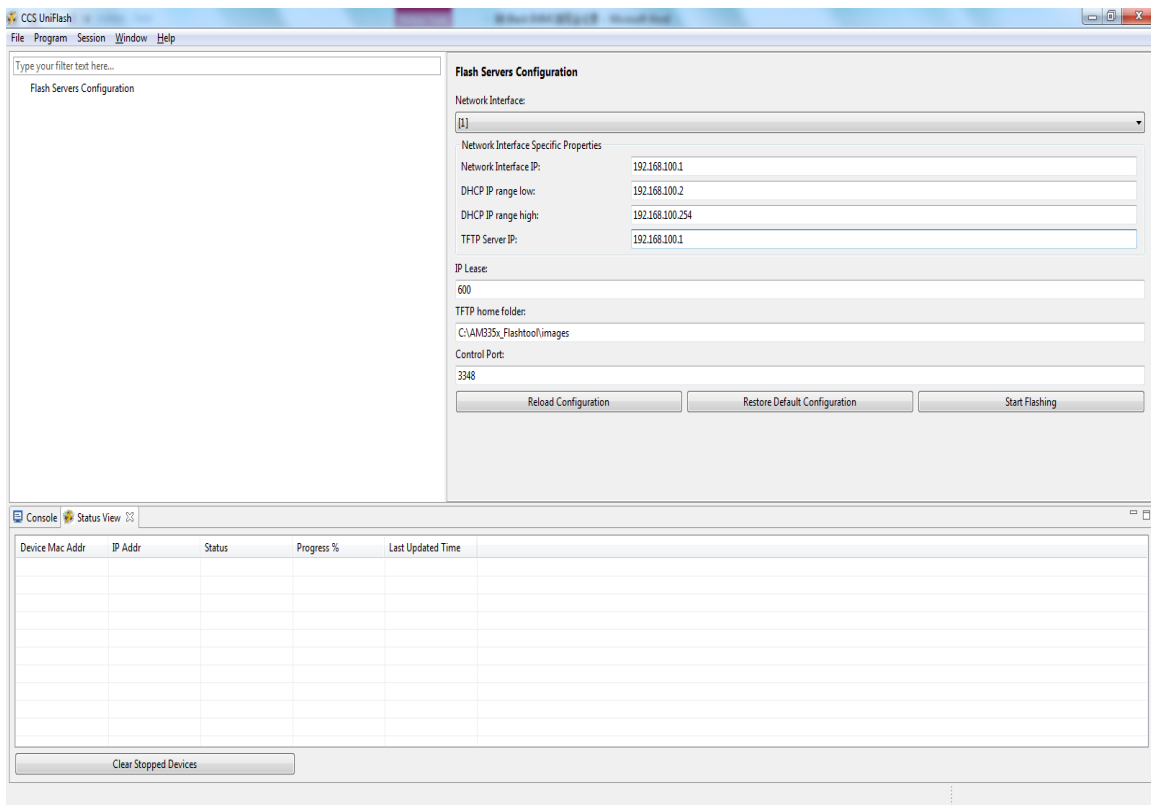 CCS UniFlash
File Program Session Window Help
Type your filter text here...
Flash Servers Configuration
Flash Servers Configuration
Network Interface:
[1]
Network Interface Specific Properties
Network Interface IP: 192.168.100.1
DHCP IP range low: 192.168.100.2
DHCP IP range high: 192.168.100.254
TFTP Server IP: 192.168.100.1
IP Lease:
600
TFTP home folder:
C:\AM335x_Flashtool\images
Control Port:
3348
Reload Configuration Restore Default Configuration Start Flashing
Console Status View
Device Mac Addr IP Addr Status Progress % Last Updated Time
Clear Stopped Devices